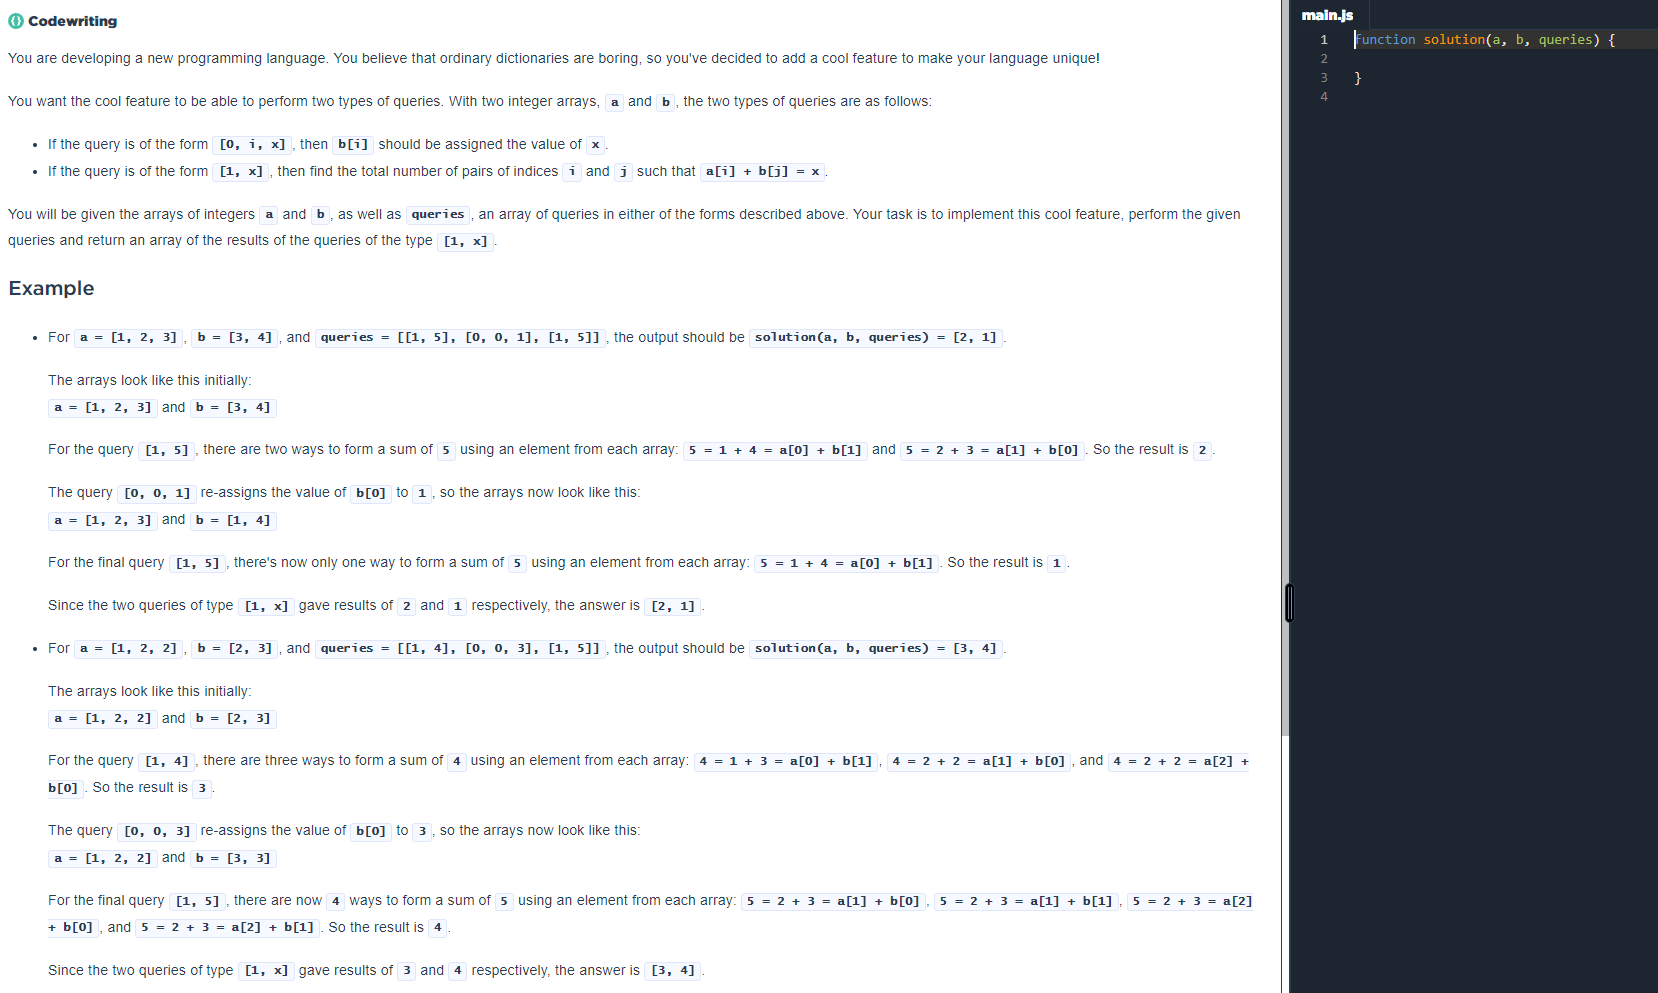 Codewriting
You are developing a new programming language. You believe that ordinary dictionaries are boring, so you've decided to add a cool feature to make your language unique!
You want the cool feature to be able to perform two types of queries. With two integer arrays, a and b, the two types of queries are as follows:
• If the query is of the form [0, i, x], then b[i] should be assigned the value of x.
• If the query is of the form [1, x], then find the total number of pairs of indices i and j such that a[i] + b[j] = x.
You will be given the arrays of integers a and b, as well as queries, an array of queries in either of the forms described above. Your task is to implement this cool feature, perform the given
queries and return an array of the results of the queries of the type [1, x].
Example
• For a = [1, 2, 3], b = [3, 4], and queries = [[1, 5], [0, 0, 1], [1, 5]], the output should be solution(a, b, queries) = [2, 1].
The arrays look like this initially:
a = [1, 2, 3] and b = [3, 4]
For the query [1, 5], there are two ways to form a sum of 5 using an element from each array: 5 = 1 + 4 = a[0] + b[1] and 5 = 2 + 3 = a[1] + b[0]. So the result is 2.
The query [0, 0, 1] re-assigns the value of b[0] to 1, so the arrays now look like this:
a = [1, 2, 3] and b = [1, 4]
For the final query [1, 5], there's now only one way to form a sum of 5 using an element from each array: 5 = 1 + 4 = a[0] + b[1]. So the result is 1.
Since the two queries of type [1, x] gave results of 2 and 1 respectively, the answer is [2, 1].
• For a = [1, 2, 2], b = [2, 3], and queries = [[1, 4], [0, 0, 3], [1, 5]], the output should be solution(a, b, queries) = [3, 4].
The arrays look like this initially:
a = [1, 2, 2] and b = [2, 3]
For the query [1, 4], there are three ways to form a sum of 4 using an element from each array: 4 = 1 + 3 = a[0] + b[1], 4 = 2 + 2 = a[1] + b[0], and 4 = 2 + 2 = a[2] +
b[0]. So the result is 3.
The query [0, 0, 3] re-assigns the value of b[0] to 3, so the arrays now look like this:
a = [1, 2, 2] and b = [3, 3]
For the final query [1, 5], there are now 4 ways to form a sum of 5 using an element from each array: 5 = 2 + 3 = a[1] + b[0], 5 = 2 + 3 = a[1] + b[1], 5 = 2 + 3 = a[2]
+ b[0], and 5 = 2 + 3 = a[2] + b[1]. So the result is 4.
Since the two queries of type [1, x] gave results of 3 and 4 respectively, the answer is [3, 4].
main.js
1 function solution(a, b, queries) {
2
3 }
4